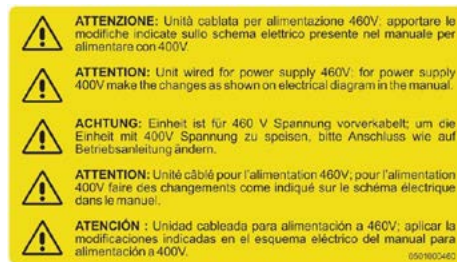 ATTENZIONE: Unità cablata per alimentazione 460V; apportare le
modifiche indicate sullo schema elettrico presente nel manuale per
alimentare con 400V.
ATTENTION: Unit wired for power supply 460V; for power supply
400V make the changes as shown on electrical diagram in the manual.
ACHTUNG: Einheit ist für 460 V Spannung vorverkabelt; um die
Einheit mit 400V Spannung zu speisen, bitte Anschluss wie auf
Betriebsanleitung ändern.
ATTENTION: Unité câblé pour l'alimentation 460V; pour l'alimentation
400V faire des changements come indiqué sur le schéma électrique
dans le manuel.
ATENCIÓN : Unidad cableada para alimentación a 460V; aplicar la
modificaciones indicadas en el esquema eléctrico del manual para
alimentación a 400V.
0501000460